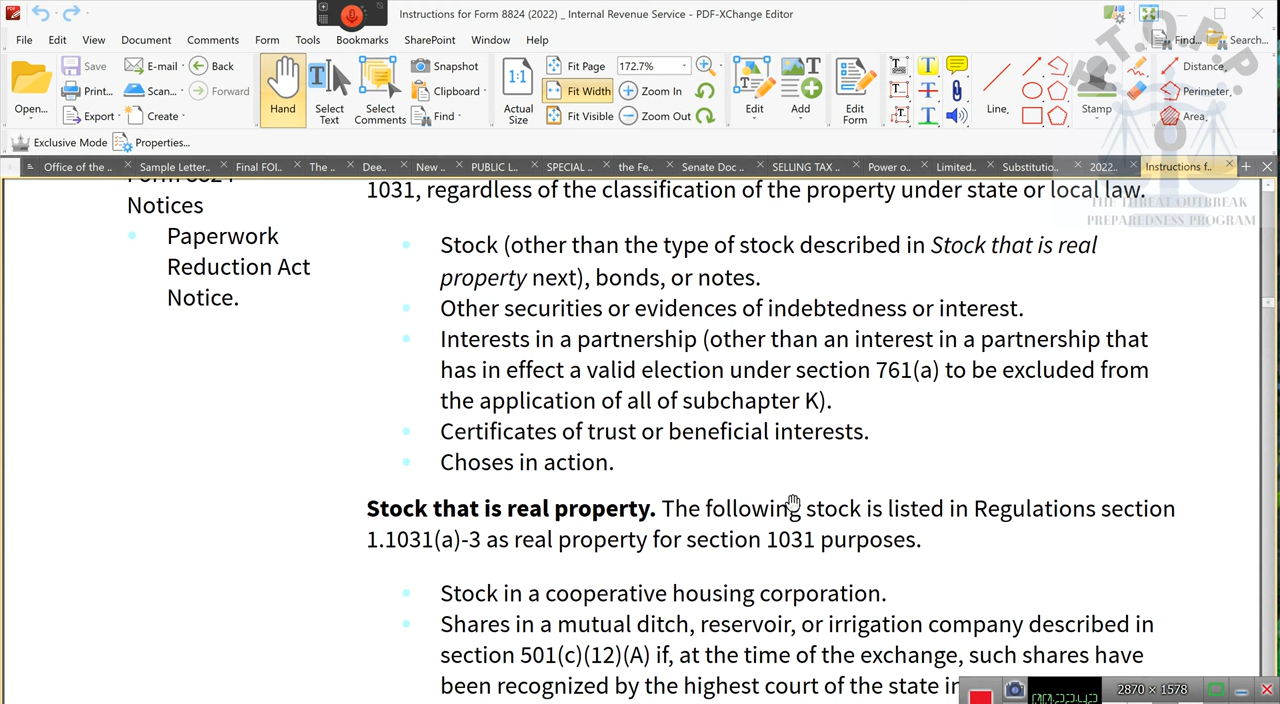 Instructions for Form 8824 (2022) _ Internal Revenue Service - PDF-XChange Editor
File Edit View Document Comments Form Tools Bookmarks SharePoint Window Help
Find... Search...
Open... Save Print... Export E-mail Scan... Create Back Forward
Hand Select Text Select Comments Snapshot Clipboard Find
1:1 Actual Size Fit Page Fit Width Fit Visible 172.7% Zoom In Zoom Out
Edit Add Edit Form Line, Stamp Distance, Perimeter, Area,
Exclusive Mode Properties...
Office of the .. Sample Letter.. Final FOI.. The .. Dee.. New .. PUBLIC L.. SPECIAL .. the Fe.. Senate Doc .. SELLING TAX .. Power o.. Limited.. Substitutio.. 2022.. Instructions f..
T.O.P.P
THE THREAT OUTBREAK
PREPAREDNESS PROGRAM
Form 8824
Notices
Paperwork
Reduction Act
Notice.
1031, regardless of the classification of the property under state or local law.
Stock (other than the type of stock described in Stock that is real
property next), bonds, or notes.
Other securities or evidences of indebtedness or interest.
Interests in a partnership (other than an interest in a partnership that
has in effect a valid election under section 761(a) to be excluded from
the application of all of subchapter K).
Certificates of trust or beneficial interests.
Choses in action.
Stock that is real property. The following stock is listed in Regulations section
1.1031(a)-3 as real property for section 1031 purposes.
Stock in a cooperative housing corporation.
Shares in a mutual ditch, reservoir, or irrigation company described in
section 501(c)(12)(A) if, at the time of the exchange, such shares have
been recognized by the highest court of the state in
2870 × 1578